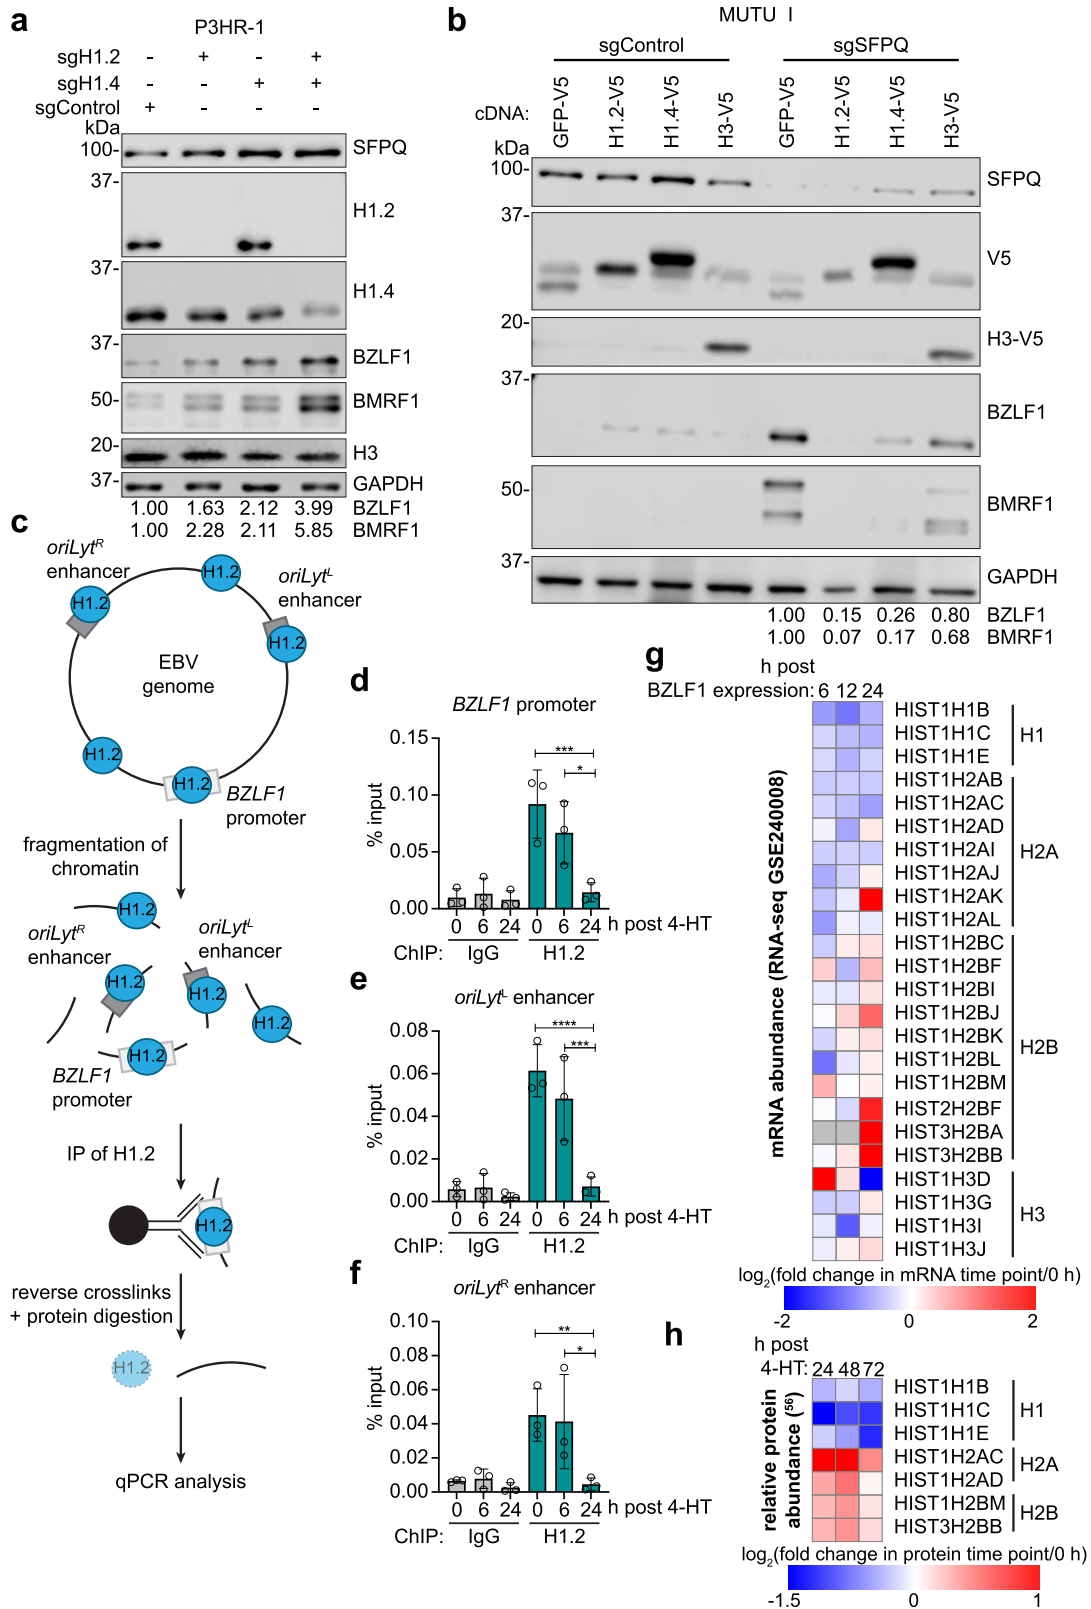 a
P3HR-1
sgH1.2 - + - +
sgH1.4 - - + +
sgControl + - - -
kDa
100-
SFPQ
37-
H1.2
37-
H1.4
37-
BZLF1
50-
BMRF1
20-
H3
37-
GAPDH
1.00 1.63 2.12 3.99 BZLF1
1.00 2.28 2.11 5.85 BMRF1
b
MUTU I
sgControl sgSFPQ
cDNA: GFP-V5 H1.2-V5 H1.4-V5 H3-V5 GFP-V5 H1.2-V5 H1.4-V5 H3-V5
kDa
100-
SFPQ
37-
V5
20-
H3-V5
37-
BZLF1
50-
BMRF1
37-
GAPDH
1.00 0.15 0.26 0.80 BZLF1
1.00 0.07 0.17 0.68 BMRF1
c
oriLytR
enhancer
H1.2
oriLytL
enhancer
H1.2
H1.2
EBV
genome
H1.2
H1.2
BZLF1
promoter
fragmentation of
chromatin
H1.2
oriLytR
enhancer
oriLytL
enhancer
H1.2
H1.2
H1.2
H1.2
BZLF1
promoter
IP of H1.2
H1.2
reverse crosslinks
+ protein digestion
H1.2
qPCR analysis
d
BZLF1 promoter
% input
0.15
0.10
0.05
0.00
***
*
0 6 24 0 6 24 h post 4-HT
ChIP: IgG H1.2
e
oriLytL enhancer
% input
0.08
0.06
0.04
0.02
0.00
****
***
0 6 24 0 6 24 h post 4-HT
ChIP: IgG H1.2
f
oriLytR enhancer
% input
0.10
0.08
0.06
0.04
0.02
0.00
**
*
0 6 24 0 6 24 h post 4-HT
ChIP: IgG H1.2
g
h post
BZLF1 expression: 6 12 24
mRNA abundance (RNA-seq GSE240008)
HIST1H1B
HIST1H1C
HIST1H1E
H1
HIST1H2AB
HIST1H2AC
HIST1H2AD
HIST1H2AI
HIST1H2AJ
HIST1H2AK
HIST1H2AL
H2A
HIST1H2BC
HIST1H2BF
HIST1H2BI
HIST1H2BJ
HIST1H2BK
HIST1H2BL
HIST1H2BM
HIST2H2BF
HIST3H2BA
HIST3H2BB
H2B
HIST1H3D
HIST1H3G
HIST1H3I
HIST1H3J
H3
log2(fold change in mRNA time point/0 h)
-2 0 2
h
h post
4-HT: 24 48 72
relative protein
abundance (56)
HIST1H1B
HIST1H1C
HIST1H1E
H1
HIST1H2AC
HIST1H2AD
H2A
HIST1H2BM
HIST3H2BB
H2B
log2(fold change in protein time point/0 h)
-1.5 0 1